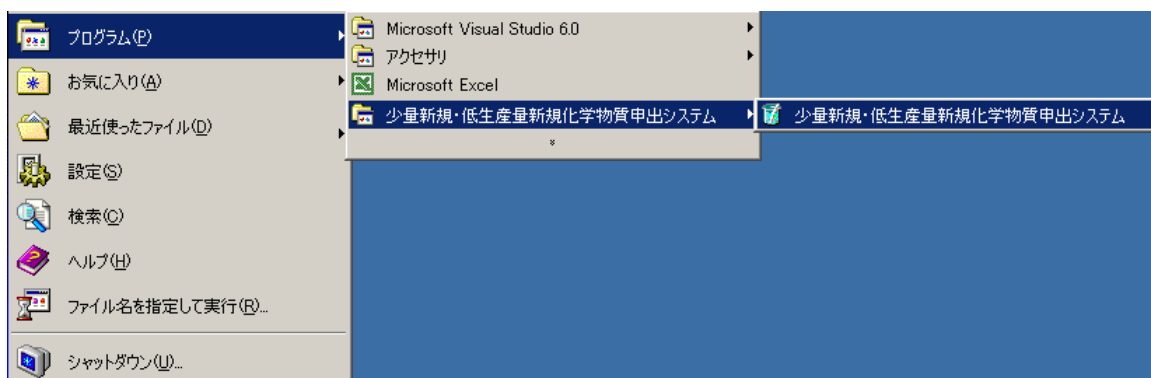 プログラム(P)
お気に入り(A)
最近使ったファイル(D)
設定(S)
検索(C)
ヘルプ(H)
ファイル名を指定して実行(R)...
シャットダウン(U)...
Microsoft Visual Studio 6.0
アクセサリ
Microsoft Excel
少量新規・低生産量新規化学物質申出システム
少量新規・低生産量新規化学物質申出システム